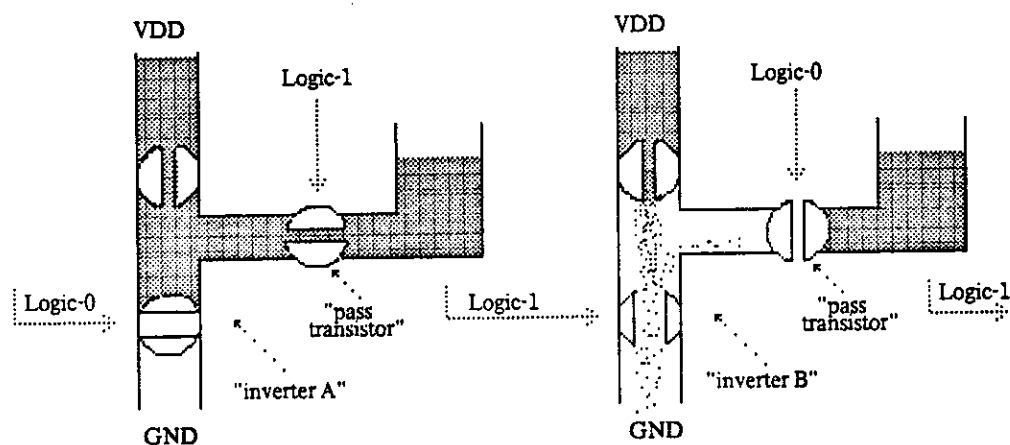 VDD
Logic-1
Logic-0
"pass
transistor"
"inverter A"
GND
Logic-1
VDD
Logic-0
"pass
transistor"
Logic-1
"inverter B"
GND